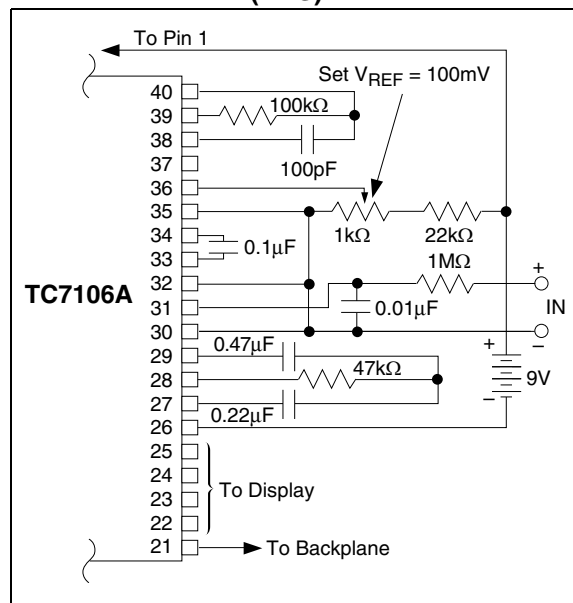 To Pin 1
Set VREF = 100mV
40
39
100kΩ
38
100pF
37
36
35
1kΩ
22kΩ
34
0.1µF
33
1MΩ
+
32
TC7106A
31
0.01µF
IN
30
–
29
0.47µF
+
28
47kΩ
9V
27
0.22µF
–
26
25
24
To Display
23
22
21
To Backplane